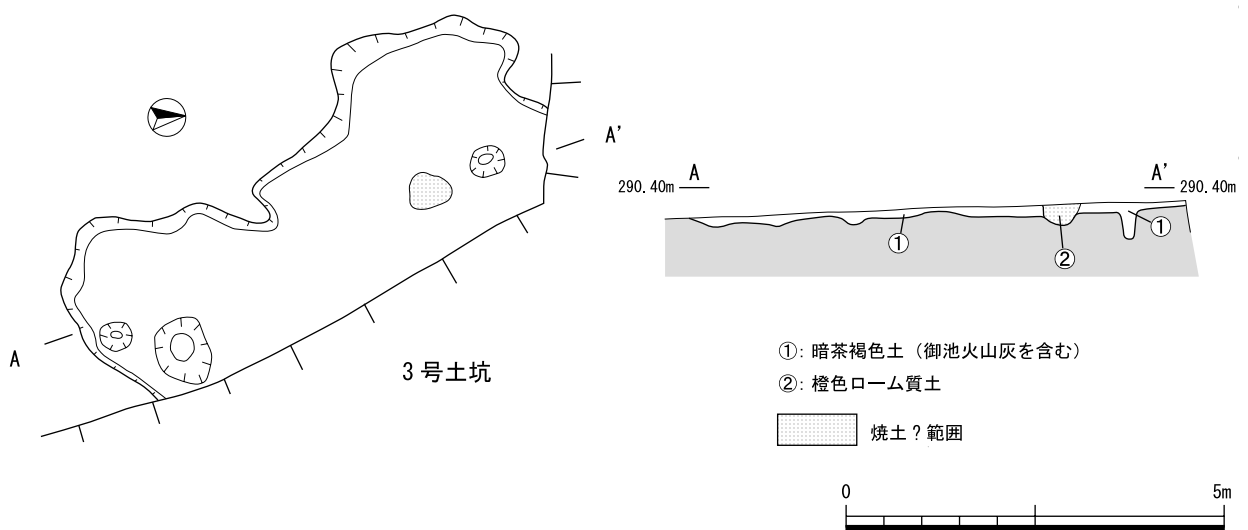 A'
A
3号土坑
A
A'
290.40m
290.40m
①
①
②
①: 暗茶褐色土（御池火山灰を含む）
②: 橙色ローム質土
焼土？範囲
0
5m